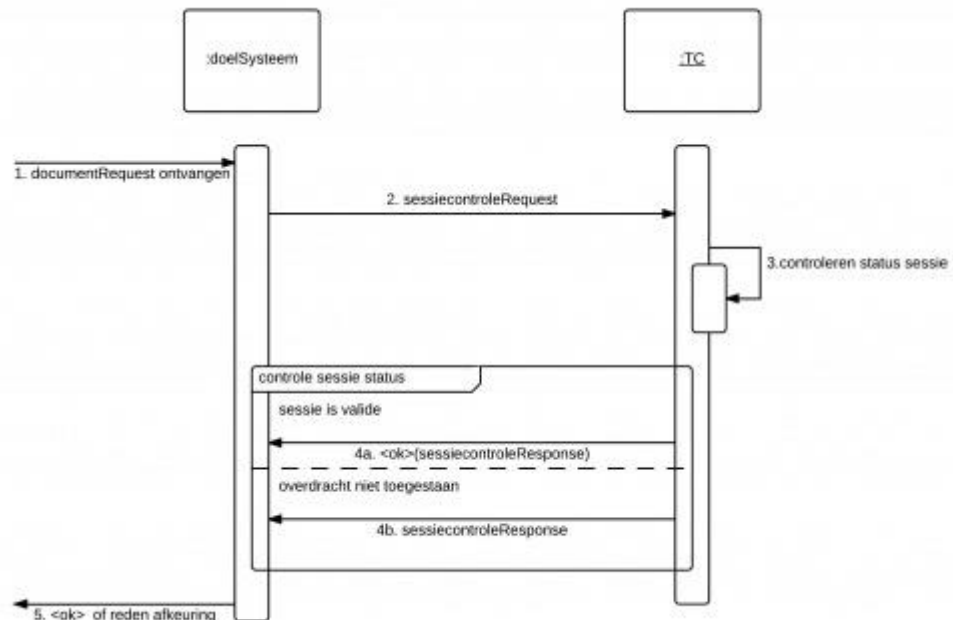 :doelSysteem
:TC
1. documentRequest ontvangen
2. sessiecontroleRequest
3.controleren status sessie
controle sessie status
sessie is valide
4a. <ok>(sessiecontroleResponse)
overdracht niet toegestaan
4b. sessiecontroleResponse
5. <ok> of reden afkeuring